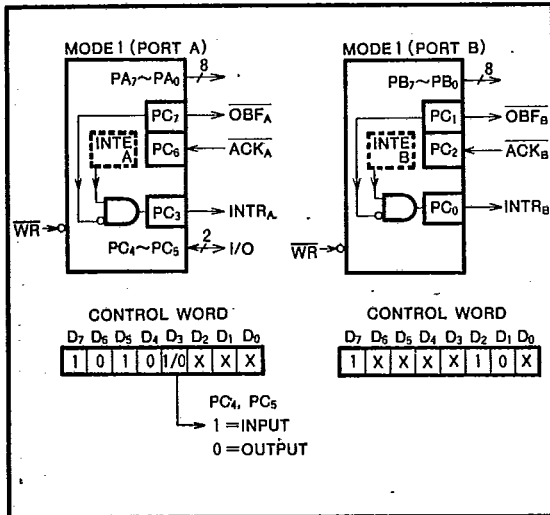 MODE 1 (PORT A)
PA7~PA0
8
PC7
OBFA
INTE
A
PC6
ACKA
PC3
INTRA
WR
PC4~PC5
2
I/O
CONTROL WORD
D7 D6 D5 D4 D3 D2 D1 D0
1 0 1 0 1/0 X X X
PC4, PC5
1=INPUT
0=OUTPUT
MODE 1 (PORT B)
PB7~PB0
8
PC1
OBFB
INTE
B
PC2
ACKB
PC0
INTRB
WR
CONTROL WORD
D7 D6 D5 D4 D3 D2 D1 D0
1 X X X X 1 0 X